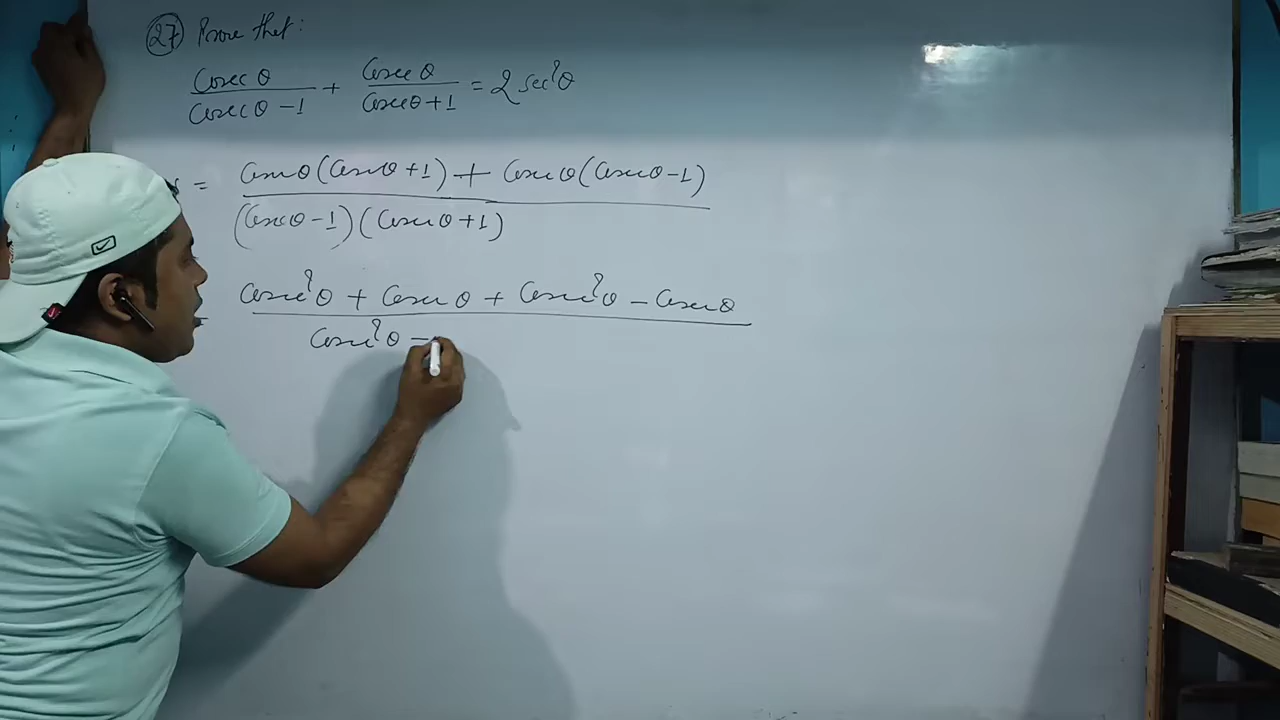 27 Prove that:
cosec θ / cosec θ - 1 + cosec θ / cosec θ + 1 = 2 sec²θ
= cosec θ (cosec θ + 1) + cosec θ (cosec θ - 1) / (cosec θ - 1) (cosec θ + 1)
cosec²θ + cosec θ + cosec²θ - cosec θ / cosec²θ -